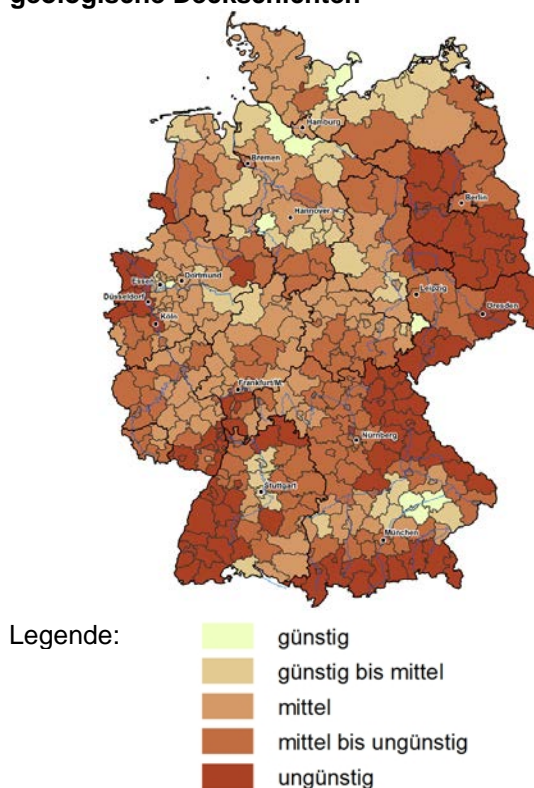 geologische Deckschichten
Hamburg
Bremen
Berlin
Hannover
Essen
Dortmund
Düsseldorf
Leipzig
Köln
Dresden
Frankfurt/M.
Nürnberg
Stuttgart
München
Legende:
günstig
günstig bis mittel
mittel
mittel bis ungünstig
ungünstig